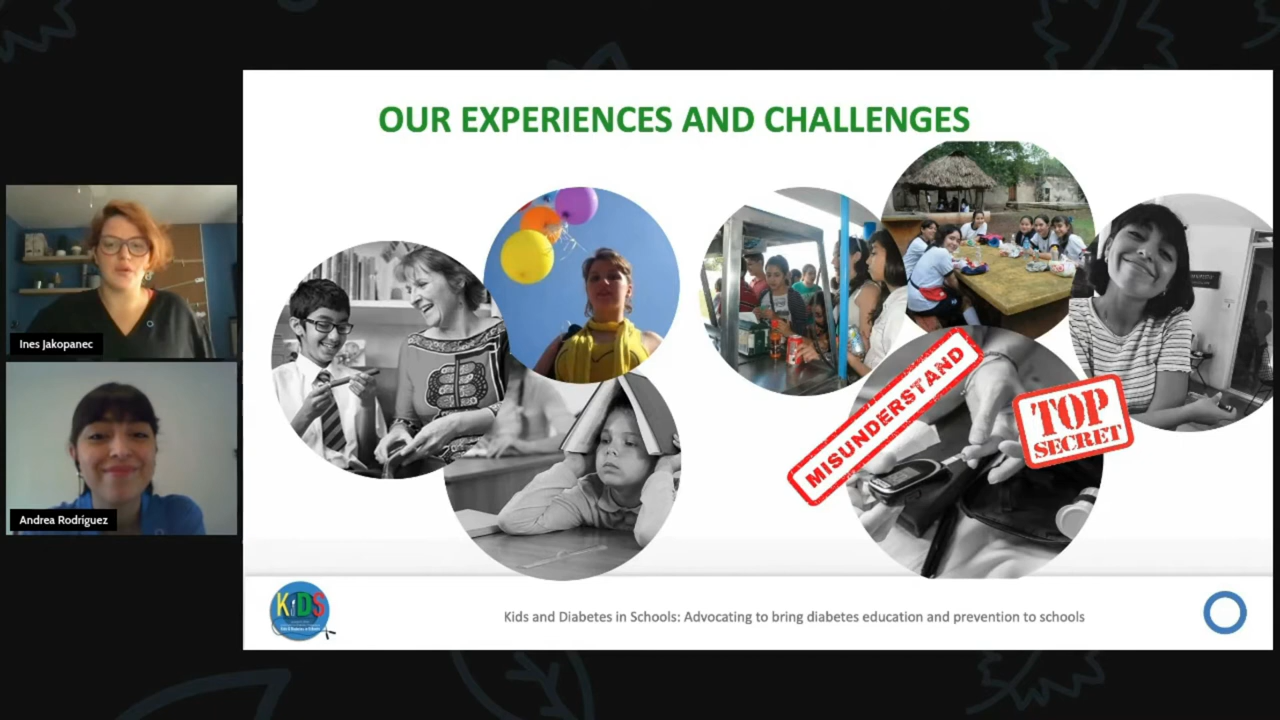 OUR EXPERIENCES AND CHALLENGES
Ines Jakopanec
Andrea Rodriguez
MISUNDERSTAND
TOP
SECRET
KiDS
Kids and Diabetes in Schools: Advocating to bring diabetes education and prevention to schools